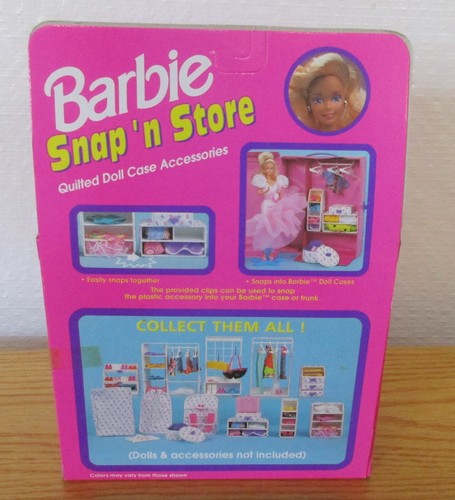 Barbie
Snap 'n Store
Quilted Doll Case Accessories
• Easily snaps together
• Snaps into Barbie™ Doll Cases
The provided clips can be used to snap
the plastic accessory into your Barbie™ case or trunk.
COLLECT THEM ALL !
(Dolls & accessories not included)
Colors may vary from those shown